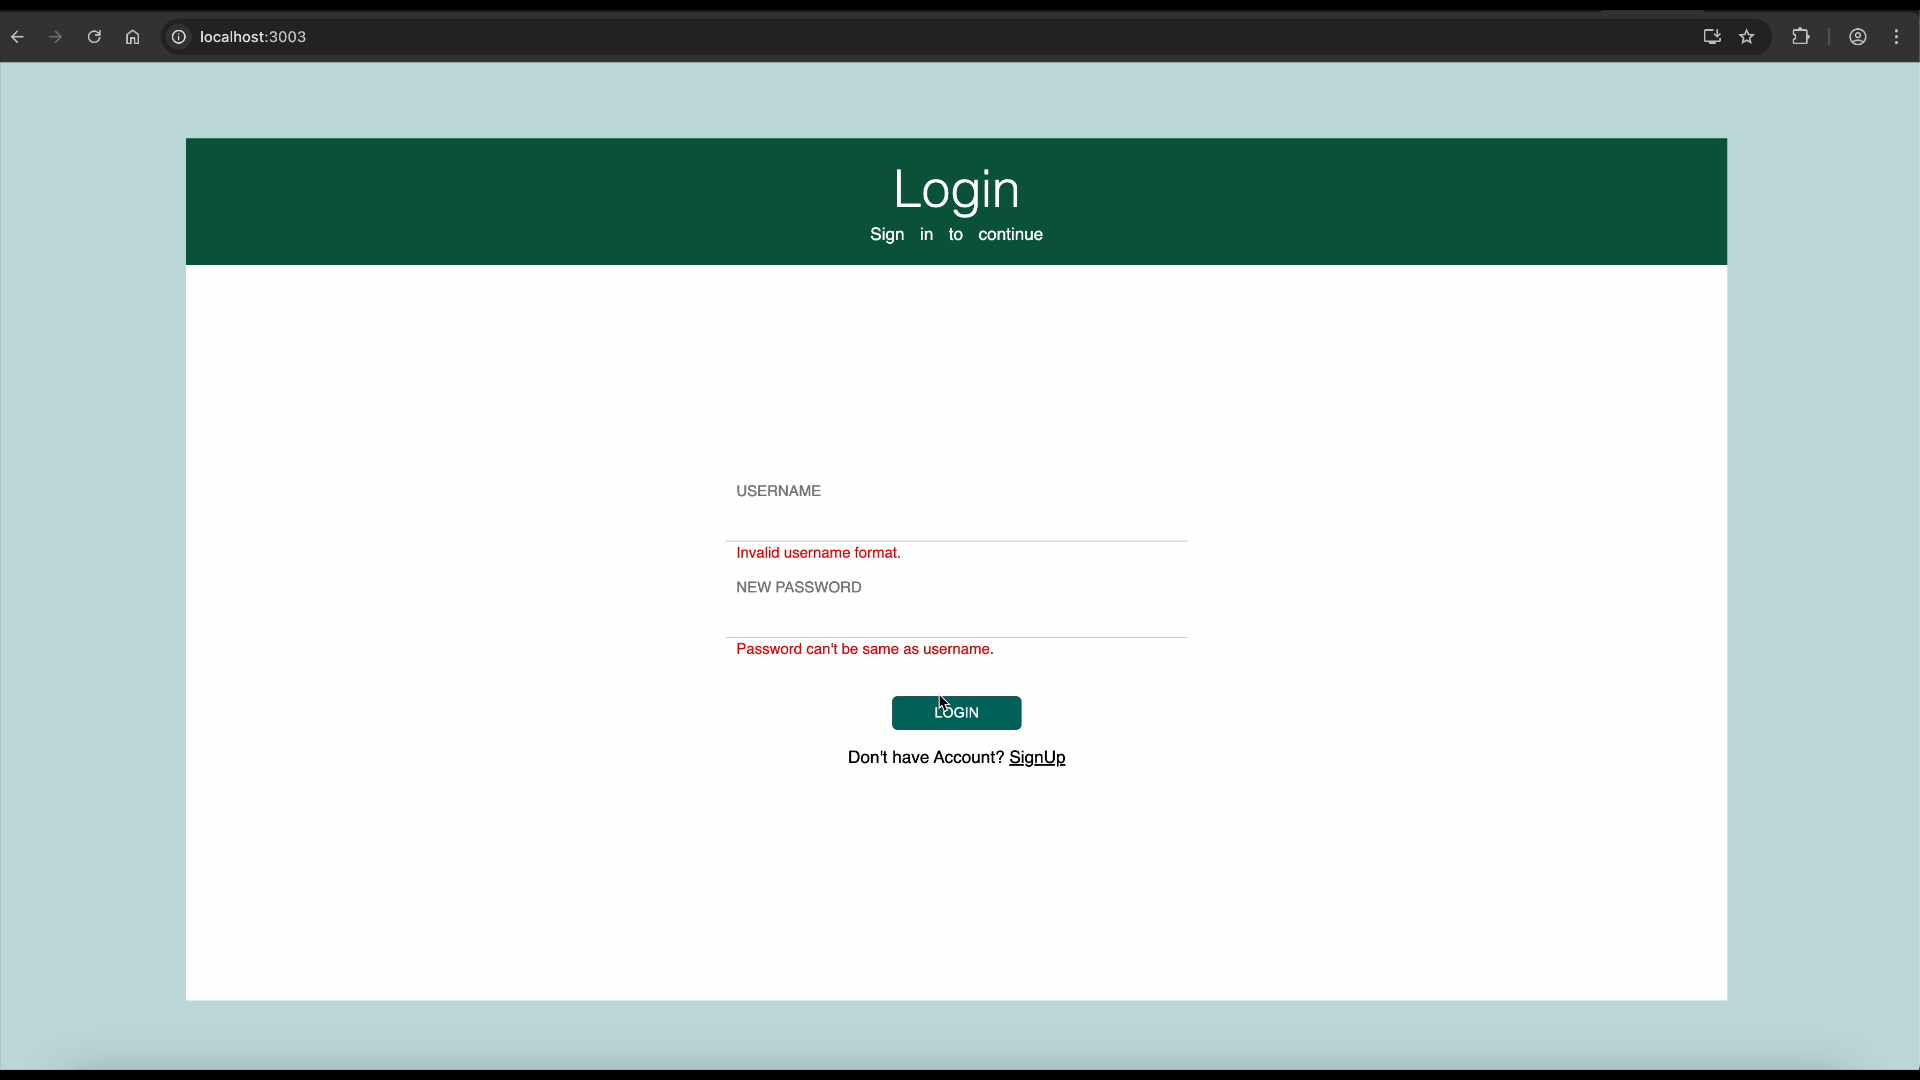 localhost:3003
Login
Sign in to continue
USERNAME
Invalid username format.
NEW PASSWORD
Password can't be same as username.
LOGIN
Don't have Account? SignUp